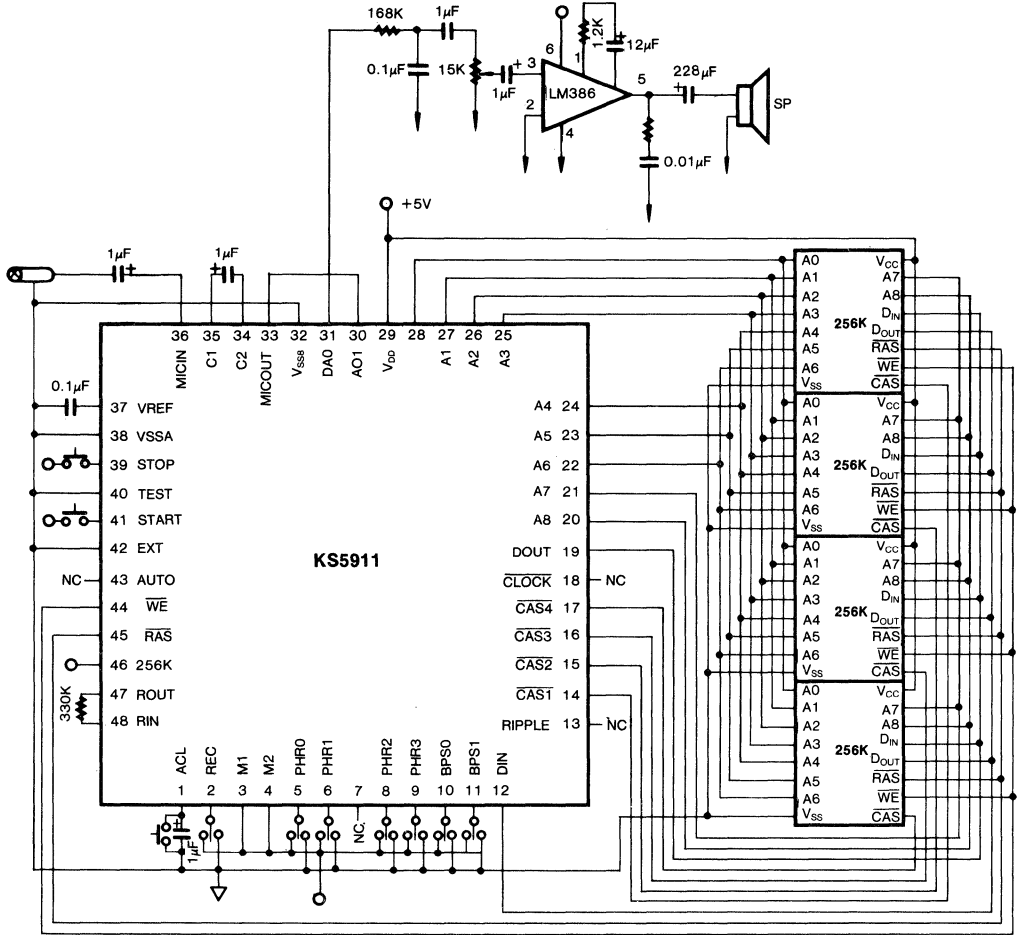 168K
1µF
0.1µF
15K
1µF
3
2
6
1
1.2K
12µF
LM386
4
5
228µF
0.01µF
SP
+5V
1µF
1µF
36 35 34 33 32 31 30 29 28 27 26 25
MICIN C1 C2 MICOUT VSSB DA0 AO1 VDD A1 A2 A3
0.1µF
37 VREF
38 VSSA
39 STOP
40 TEST
41 START
42 EXT
NC 43 AUTO
44 WE
45 RAS
46 256K
330K
47 ROUT
48 RIN
KS5911
A4 24
A5 23
A6 22
A7 21
A8 20
DOUT 19
CLOCK 18 NC
CAS4 17
CAS3 16
CAS2 15
CAS1 14
RIPPLE 13 NC
ACL REC M1 M2 PHR0 PHR1 PHR2 PHR3 BPS0 BPS1 DIN
1 2 3 4 5 6 7 8 9 10 11 12
NC
1µF
A0 VCC
A1 A7
A2 A8
A3 DIN
256K
A4 DOUT
A5 RAS
A6 WE
VSS CAS
A0 VCC
A1 A7
A2 A8
A3 DIN
256K
A4 DOUT
A5 RAS
A6 WE
VSS CAS
A0 VCC
A1 A7
A2 A8
A3 DIN
256K
A4 DOUT
A5 RAS
A6 WE
VSS CAS
A0 VCC
A1 A7
A2 A8
A3 DIN
256K
A4 DOUT
A5 RAS
A6 WE
VSS CAS